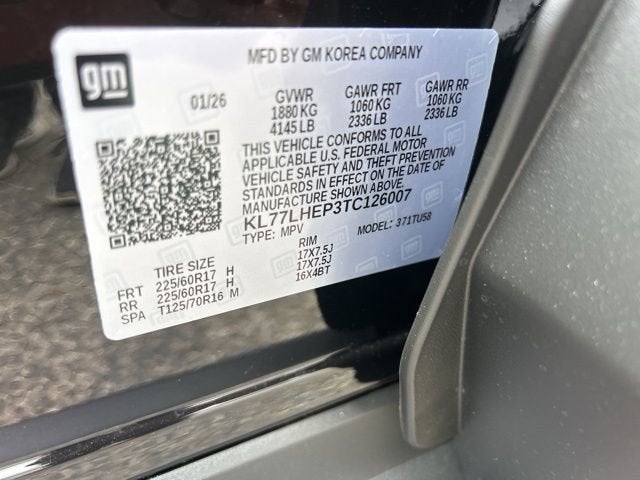 gm
MFD BY GM KOREA COMPANY
01/26 GVWR GAWR FRT GAWR RR
1880 KG 1060 KG 1060 KG
4145 LB 2336 LB 2336 LB
THIS VEHICLE CONFORMS TO ALL
APPLICABLE U.S. FEDERAL MOTOR
VEHICLE SAFETY AND THEFT PREVENTION
STANDARDS IN EFFECT ON THE DATE OF
MANUFACTURE SHOWN ABOVE.
KL77LHEP3TC126007
TYPE: MPV MODEL: 371TU58
TIRE SIZE RIM
FRT 225/60R17 H 17X7.5J
RR 225/60R17 H 17X7.5J
SPA T125/70R16 M 16X4BT